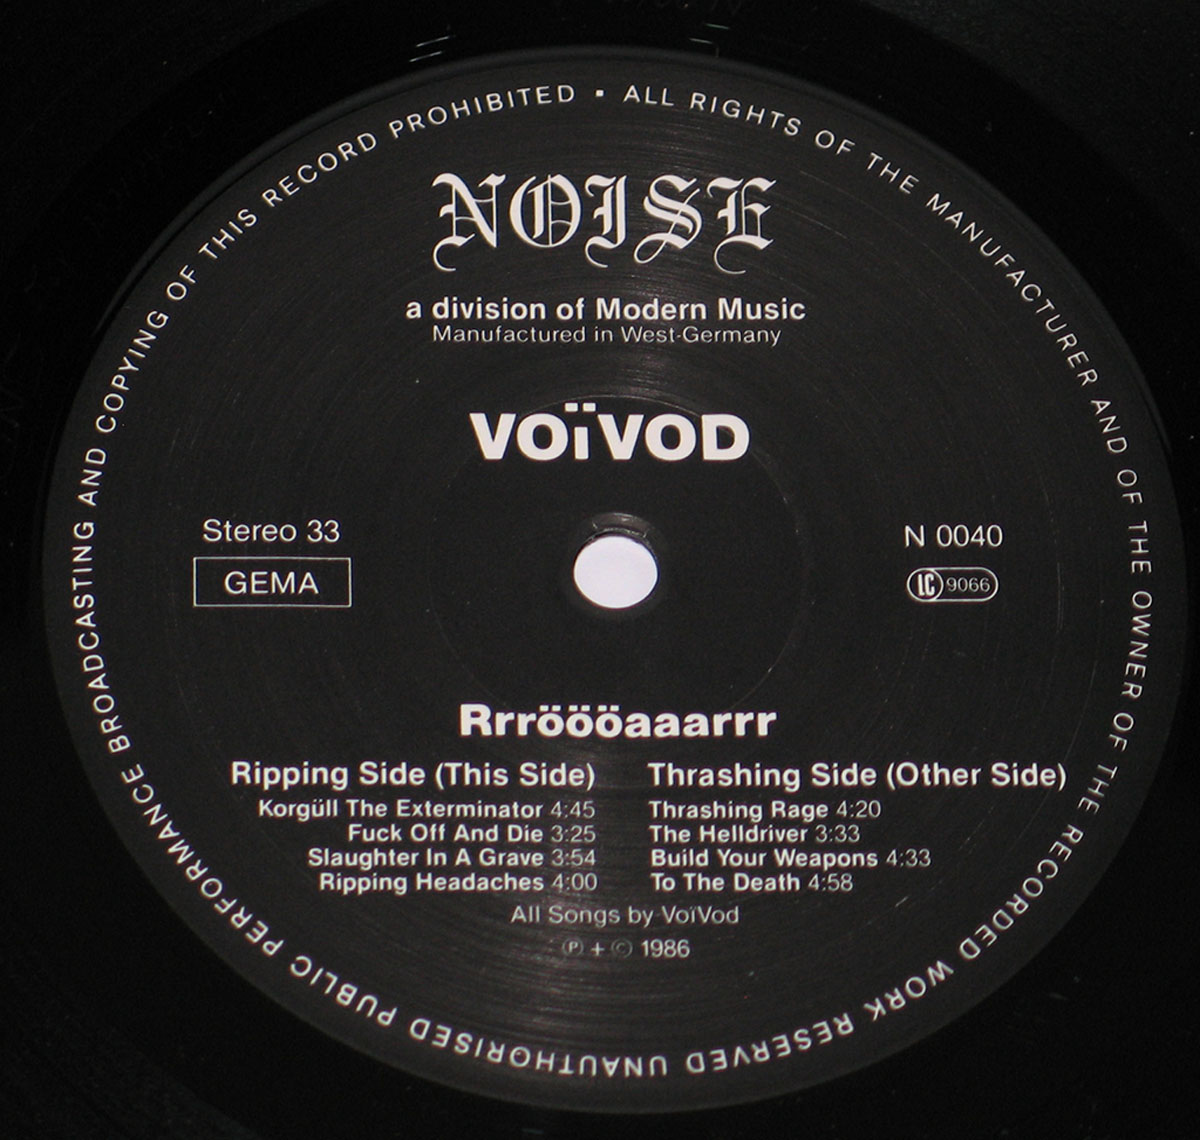 ALL RIGHTS OF THE MANUFACTURER AND OF THE OWNER OF THE RECORDED WORK RESERVED UNAUTHORISED PUBLIC PERFORMANCE BROADCASTING AND COPYING OF THIS RECORD PROHIBITED ▪
NOISE
a division of Modern Music
Manufactured in West-Germany
VOïVOD
Stereo 33
GEMA
N 0040
LC 9066
Rrröööaaarrr
Ripping Side (This Side)
Korgüll The Exterminator 4:45
Fuck Off And Die 3:25
Slaughter In A Grave 3:54
Ripping Headaches 4:00
Thrashing Side (Other Side)
Thrashing Rage 4:20
The Helldriver 3:33
Build Your Weapons 4:33
To The Death 4:58
All Songs by VoïVod
℗ + © 1986